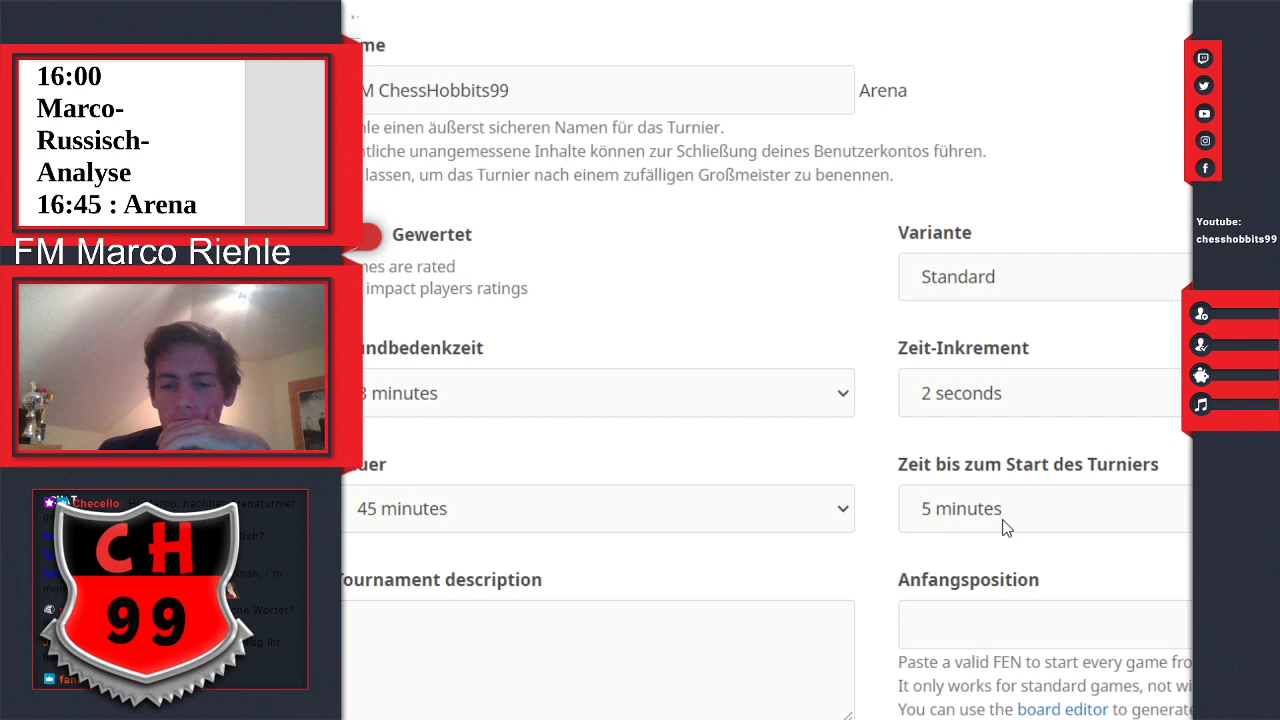 16:00
Marco-
Russisch-
Analyse
16:45 : Arena
FM Marco Riehle
Checello:
CH
99
me
M ChessHobbits99
Arena
le einen äußerst sicheren Namen für das Turnier.
ntliche unangemessene Inhalte können zur Schließung deines Benutzerkontos führen.
lassen, um das Turnier nach einem zufälligen Großmeister zu benennen.
Gewertet
nes are rated
impact players ratings
Variante
Standard
ndbedenkzeit
3 minutes
Zeit-Inkrement
2 seconds
uer
45 minutes
Zeit bis zum Start des Turniers
5 minutes
Tournament description
Anfangsposition
Paste a valid FEN to start every game fro
It only works for standard games, not wi
You can use the board editor to generate
Youtube:
chesshobbits99